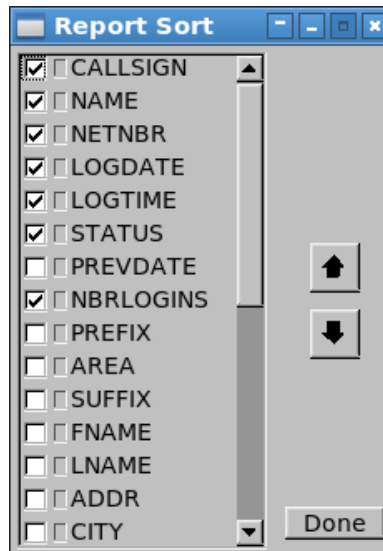 Report Sort
CALLSIGN
NAME
NETNBR
LOGDATE
LOGTIME
STATUS
PREVDATE
NBRLOGINS
PREFIX
AREA
SUFFIX
FNAME
LNAME
ADDR
CITY
Done